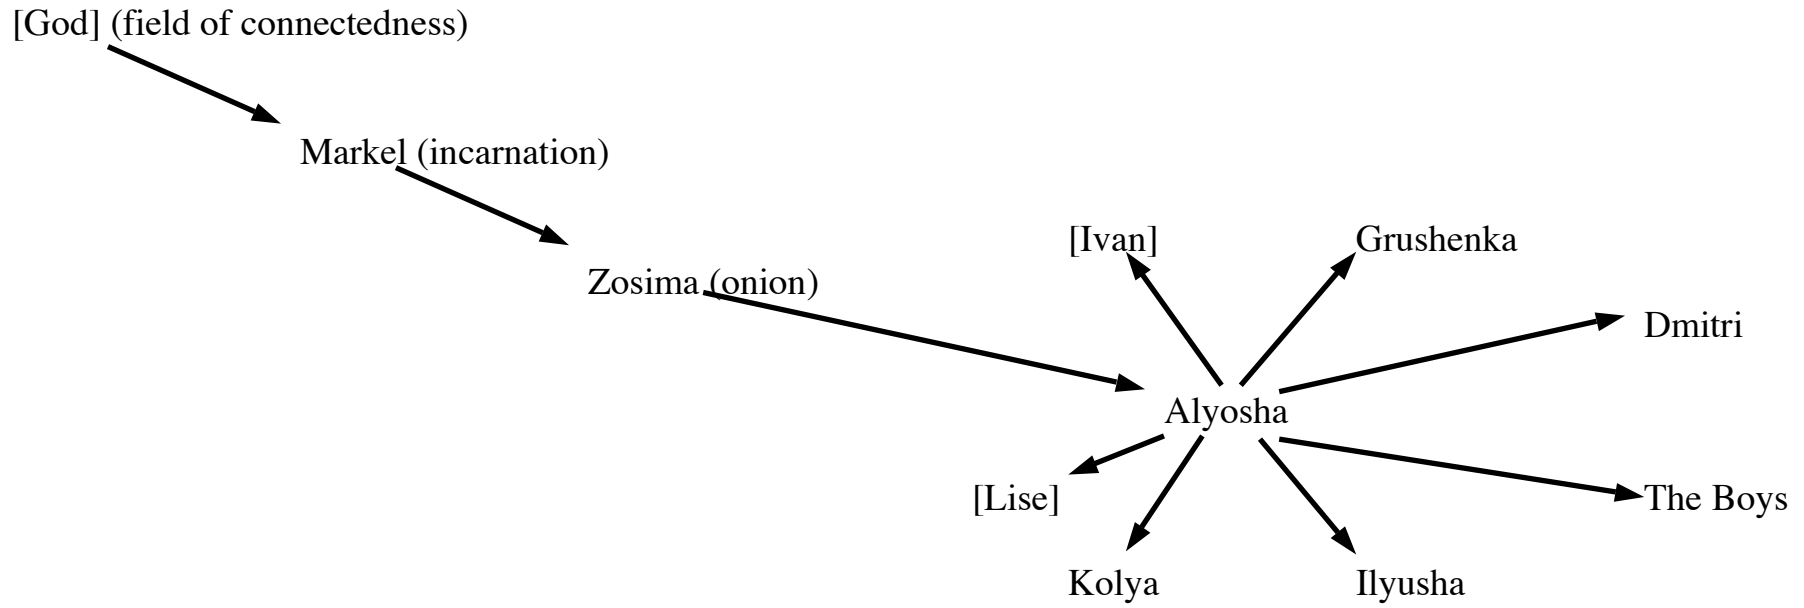 [God] (field of connectedness)
Markel (incarnation)
Zosima (onion)
[Ivan]
Grushenka
Dmitri
Alyosha
[Lise]
The Boys
Kolya
Ilyusha